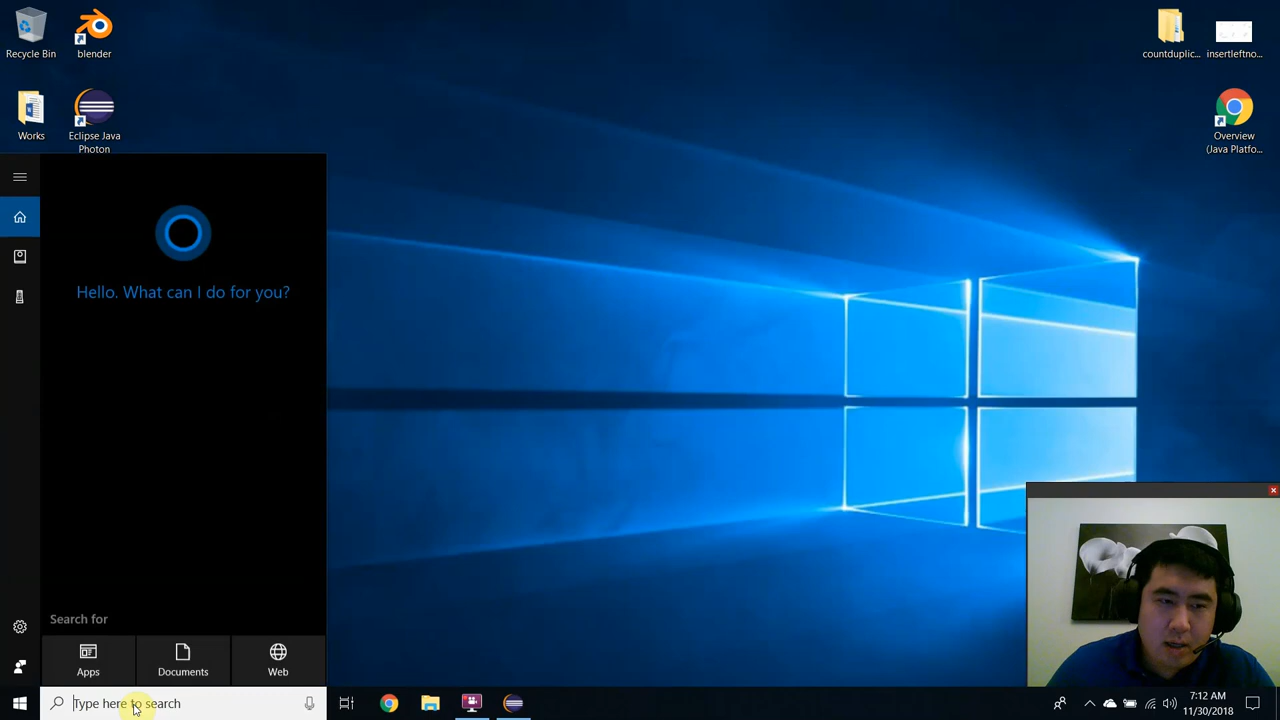 Recycle Bin
blender
Works
Eclipse Java
Photon
countduplic...
insertleftno...
Overview
(Java Platfo...
Hello. What can I do for you?
Search for
Apps
Documents
Web
Type here to search
7:12 AM
11/30/2018